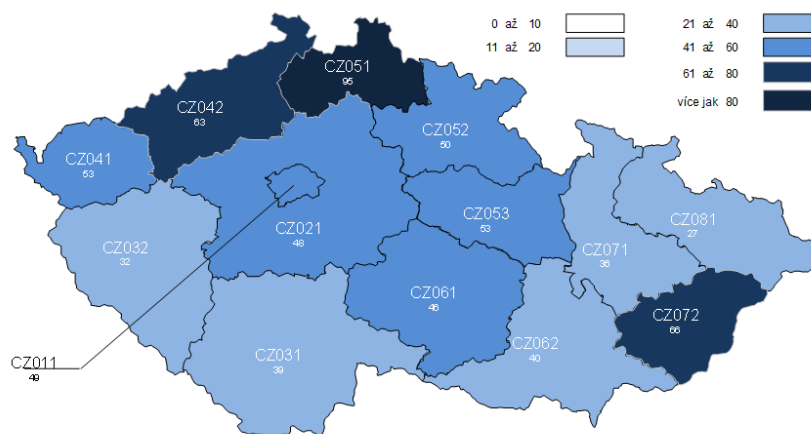 0 až 10
11 až 20
21 až 40
41 až 60
61 až 80
více jak 80
CZ051
95
CZ042
63
CZ052
50
CZ041
53
CZ053
53
CZ081
27
CZ021
48
CZ032
32
CZ071
36
CZ061
46
CZ072
66
CZ062
40
CZ031
39
CZ011
49